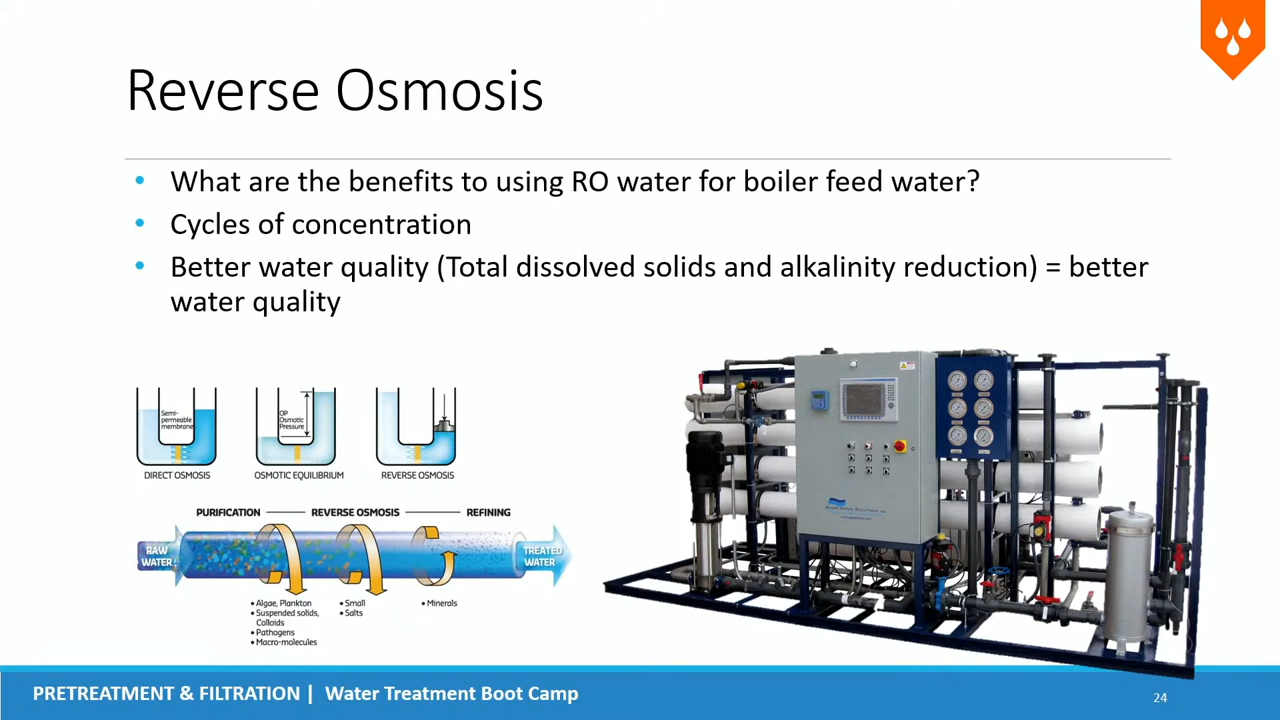 Reverse Osmosis
• What are the benefits to using RO water for boiler feed water?
• Cycles of concentration
• Better water quality (Total dissolved solids and alkalinity reduction) = better
water quality
Semi-
permeable
membrane
OP
Osmotic
Pressure
DIRECT OSMOSIS
OSMOTIC EQUILIBRIUM
REVERSE OSMOSIS
PURIFICATION
REVERSE OSMOSIS
REFINING
RAW
WATER
TREATED
WATER
• Algae, Plankton
• Suspended solids,
Colloids
• Pathogens
• Macro-molecules
• Small
• Salts
• Minerals
PRETREATMENT & FILTRATION | Water Treatment Boot Camp
24